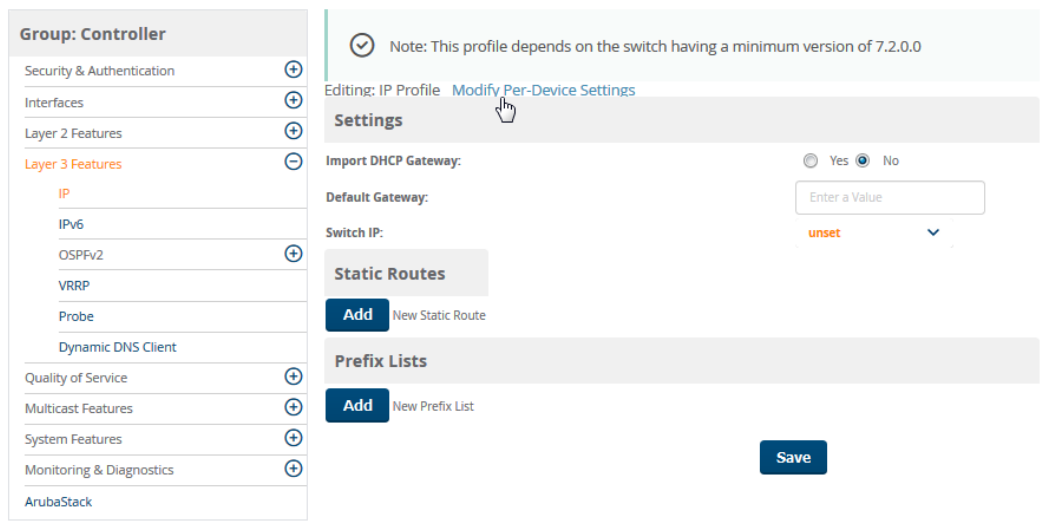 Group: Controller
Security & Authentication
Interfaces
Layer 2 Features
Layer 3 Features
IP
IPv6
OSPFv2
VRRP
Probe
Dynamic DNS Client
Quality of Service
Multicast Features
System Features
Monitoring & Diagnostics
ArubaStack
Note: This profile depends on the switch having a minimum version of 7.2.0.0
Editing: IP Profile Modify Per-Device Settings
Settings
Import DHCP Gateway: Yes No
Default Gateway: Enter a Value
Switch IP: unset
Static Routes
Add New Static Route
Prefix Lists
Add New Prefix List
Save